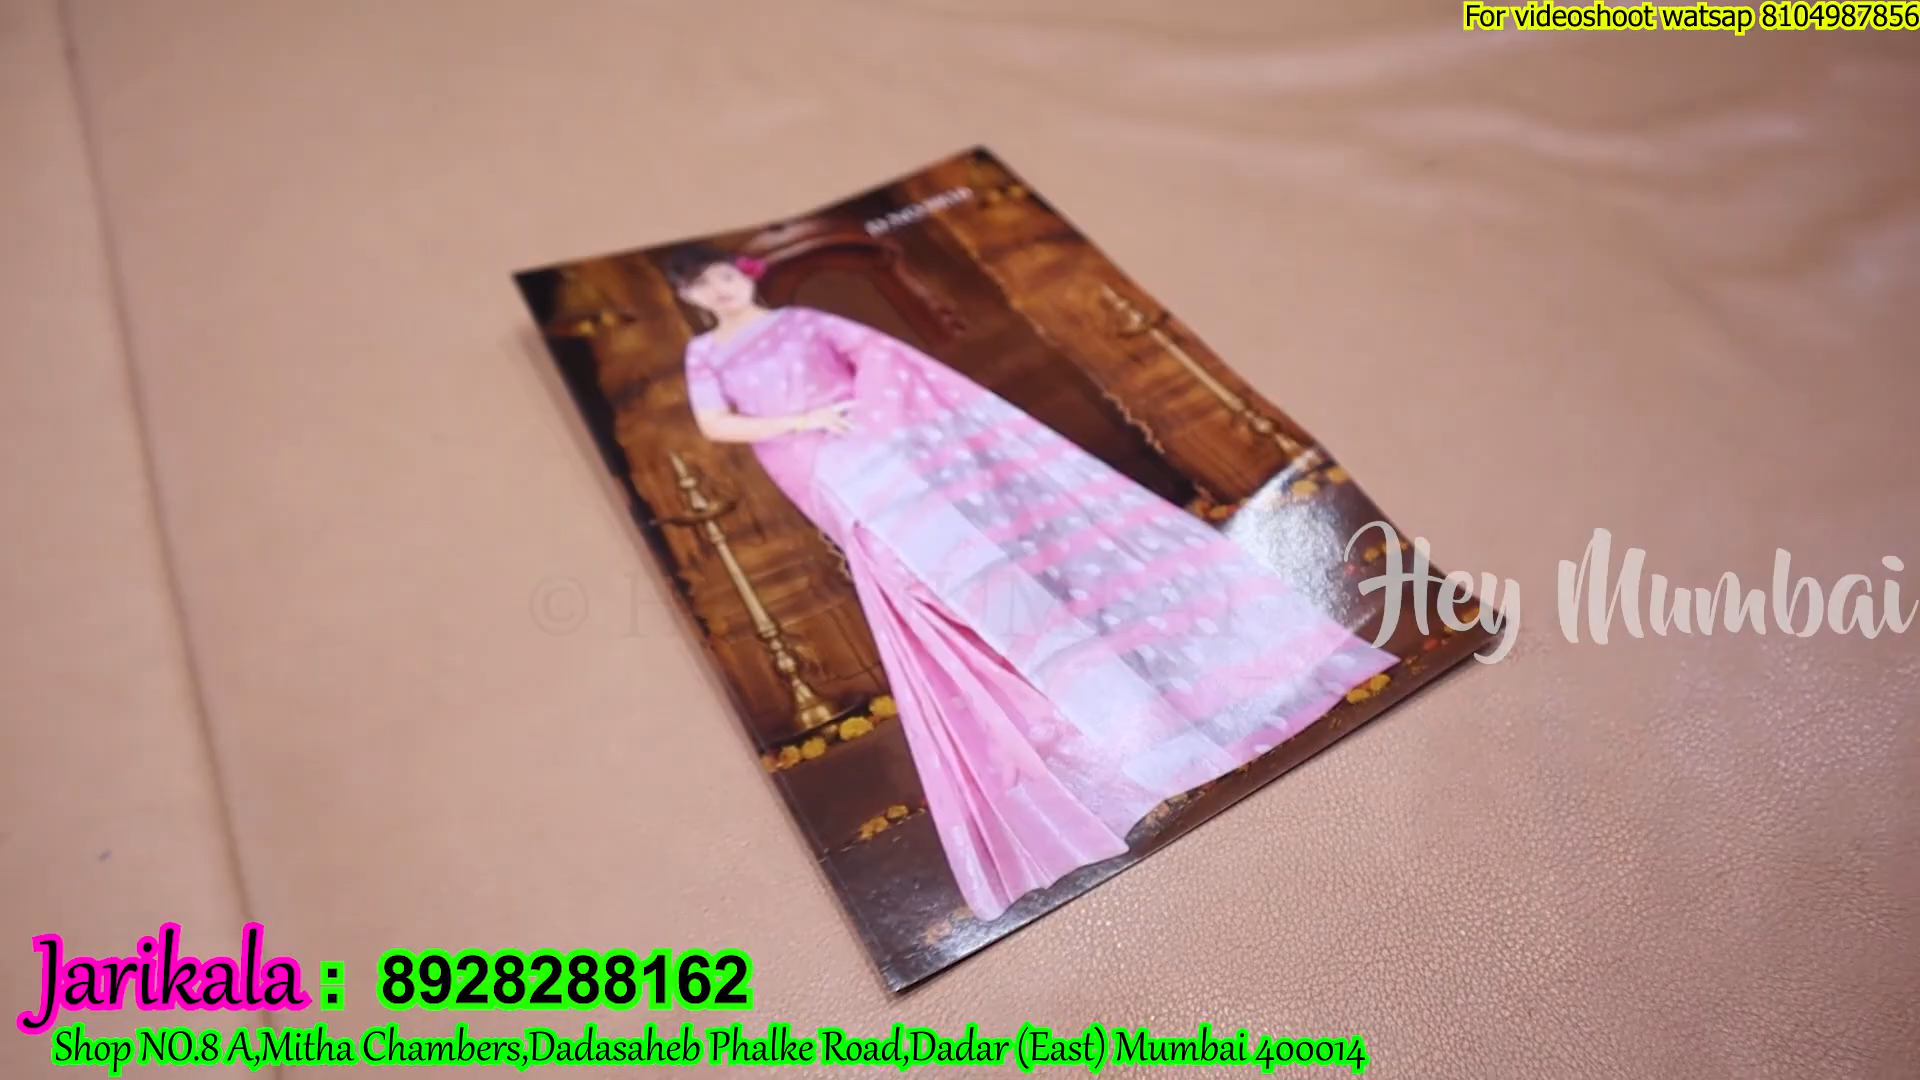 For videoshoot watsap 8104987856
Hey Mumbai
Jarikala : 8928288162
Shop NO.8 A,Mitha Chambers,Dadasaheb Phalke Road,Dadar (East) Mumbai 400014